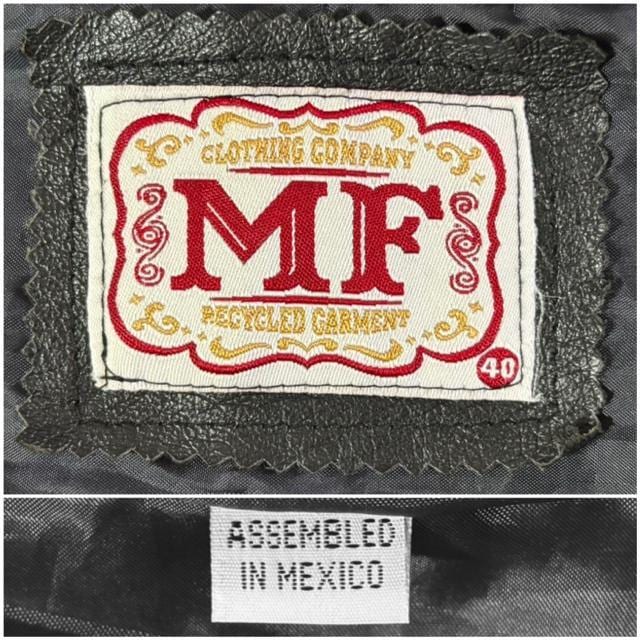 CLOTHING COMPANY
MF
RECYCLED GARMENT
40
ASSEMBLED
IN MEXICO